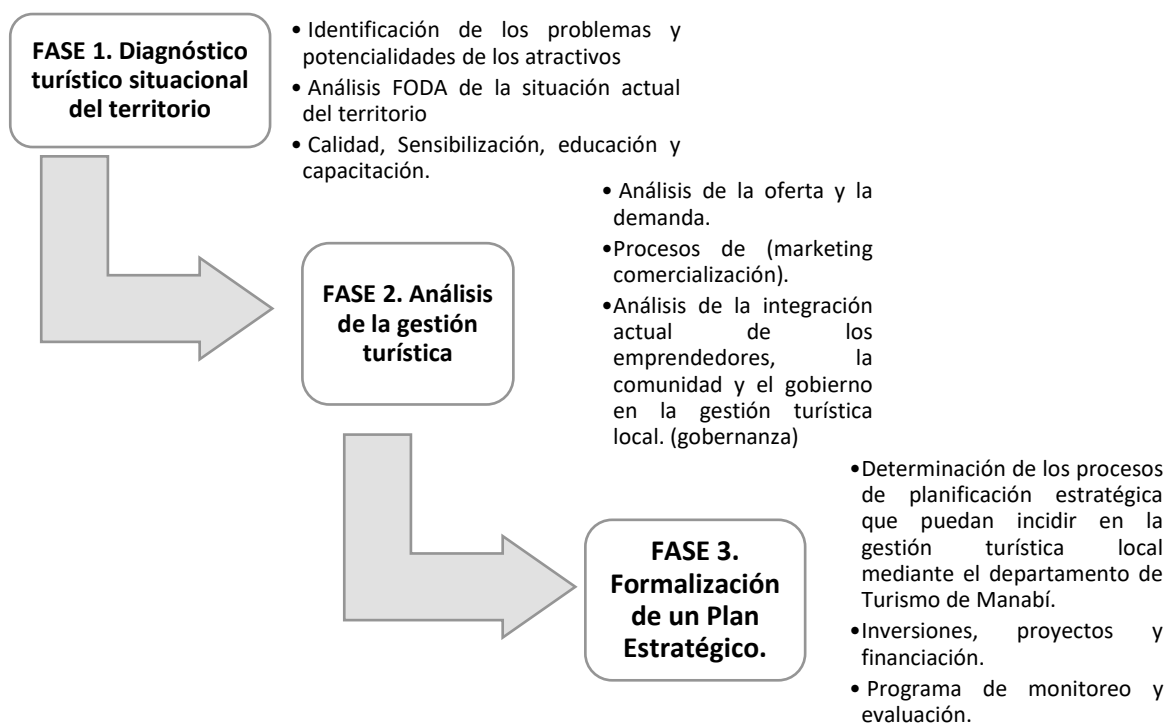 FASE 1. Diagnóstico
turístico situacional
del territorio
• Identificación de los problemas y
potencialidades de los atractivos
• Análisis FODA de la situación actual
del territorio
• Calidad, Sensibilización, educación y
capacitación.
FASE 2. Análisis
de la gestión
turística
• Análisis de la oferta y la
demanda.
•Procesos de (marketing
comercialización).
•Análisis de la integración
actual de los
emprendedores, la
comunidad y el gobierno
en la gestión turística
local. (gobernanza)
FASE 3.
Formalización
de un Plan
Estratégico.
•Determinación de los procesos
de planificación estratégica
que puedan incidir en la
gestión turística local
mediante el departamento de
Turismo de Manabí.
•Inversiones, proyectos y
financiación.
• Programa de monitoreo y
evaluación.